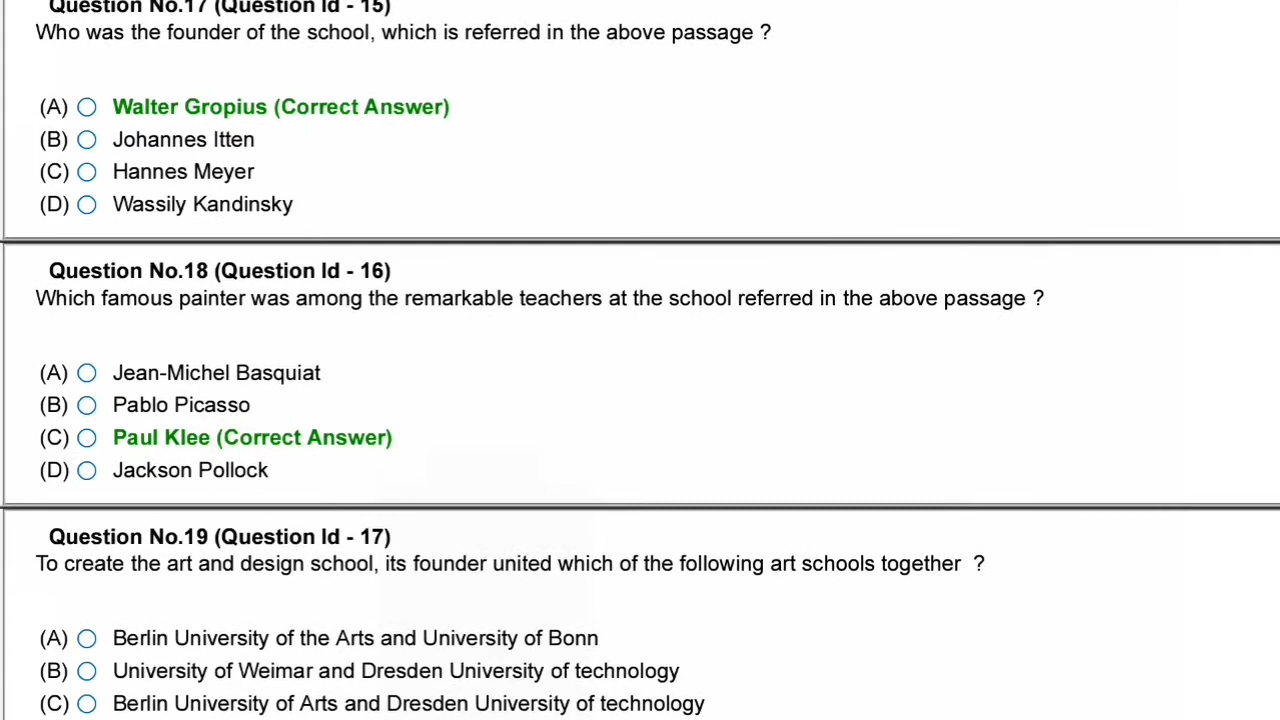 Question No.17 (Question Id - 15)
Who was the founder of the school, which is referred in the above passage ?
(A) Walter Gropius (Correct Answer)
(B) Johannes Itten
(C) Hannes Meyer
(D) Wassily Kandinsky
Question No.18 (Question Id - 16)
Which famous painter was among the remarkable teachers at the school referred in the above passage ?
(A) Jean-Michel Basquiat
(B) Pablo Picasso
(C) Paul Klee (Correct Answer)
(D) Jackson Pollock
Question No.19 (Question Id - 17)
To create the art and design school, its founder united which of the following art schools together ?
(A) Berlin University of the Arts and University of Bonn
(B) University of Weimar and Dresden University of technology
(C) Berlin University of Arts and Dresden University of technology